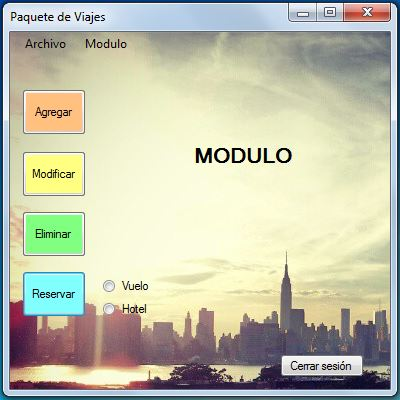 Paquete de Viajes
Archivo Modulo
Agregar
MODULO
Modificar
Eliminar
Reservar
Vuelo
Hotel
Cerrar sesión